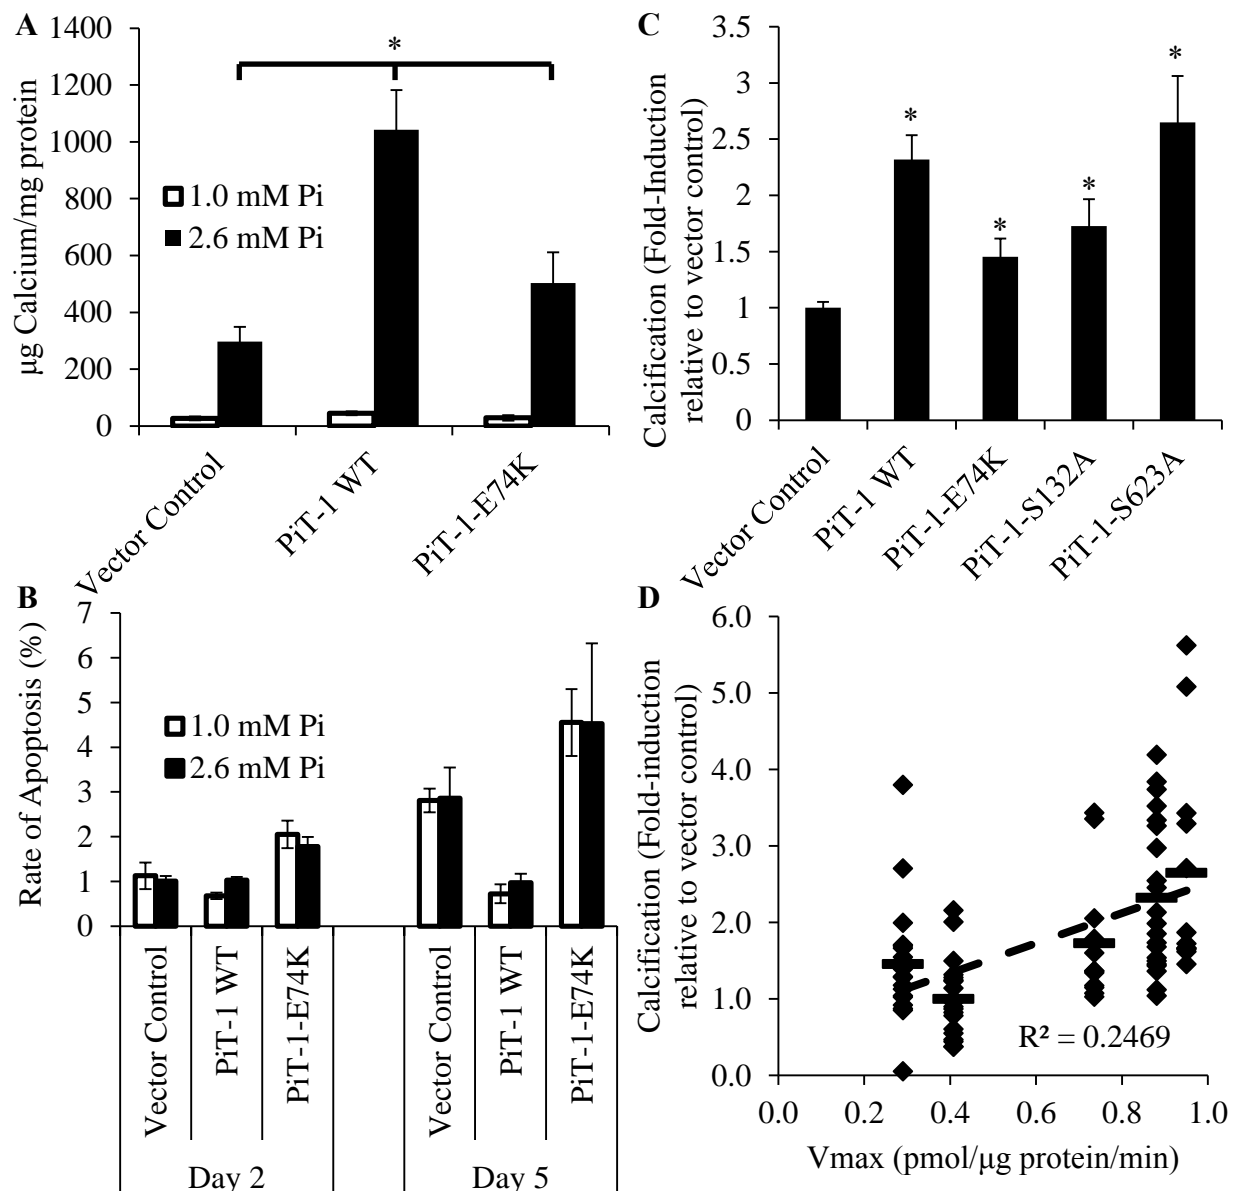 A
μg Calcium/mg protein
1400
1200
1000
800
600
400
200
0
*
1.0 mM Pi
2.6 mM Pi
Vector Control
PiT-1 WT
PiT-1-E74K
C
Calcification (Fold-Induction
relative to vector control)
3.5
3
2.5
2
1.5
1
0.5
0
*
*
*
*
Vector Control
PiT-1 WT
PiT-1-E74K
PiT-1-S132A
PiT-1-S623A
B
Rate of Apoptosis (%)
7
6
5
4
3
2
1
0
1.0 mM Pi
2.6 mM Pi
Vector Control
PiT-1 WT
PiT-1-E74K
Vector Control
PiT-1 WT
PiT-1-E74K
Day 2
Day 5
D
Calcification (Fold-induction
relative to vector control)
6.0
5.0
4.0
3.0
2.0
1.0
0.0
R² = 0.2469
0.0
0.2
0.4
0.6
0.8
1.0
Vmax (pmol/μg protein/min)